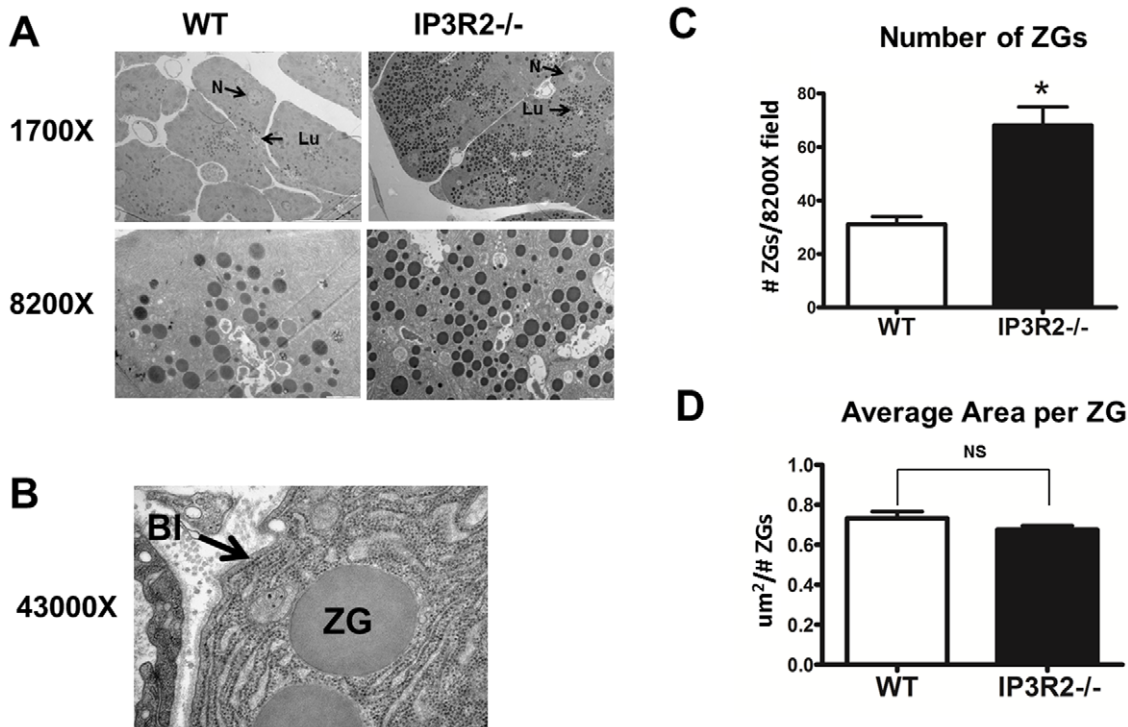 A
WT
IP3R2-/-
1700X
N
Lu
N
Lu
8200X
B
43000X
Bl
ZG
C
Number of ZGs
# ZGs/8200X field
80
60
40
20
0
*
WT
IP3R2-/-
D
Average Area per ZG
um²/# ZGs
1.0
0.8
0.6
0.4
0.2
0.0
NS
WT
IP3R2-/-